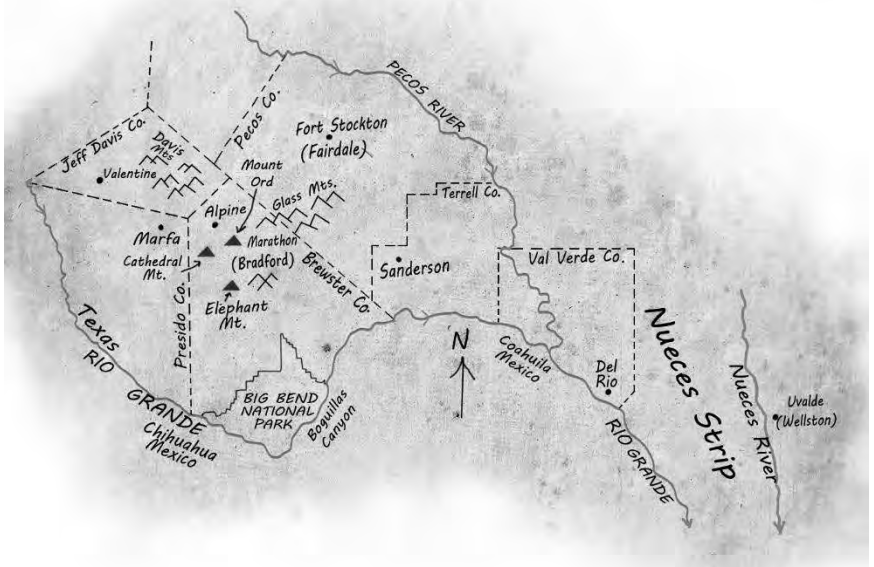 PECOS RIVER
Pecos Co.
Fort Stockton
(Fairdale)
Jeff Davis Co.
Davis
Mts
Valentine
Mount
Ord
Glass Mts.
Terrell Co.
Alpine
Marfa
Marathon
(Bradford)
Cathedral
Mt.
Sanderson
Val Verde Co.
Brewster Co.
Elephant
Mt.
Presido Co.
Texas
RIO
GRANDE
Chihuahua
Mexico
BIG BEND
NATIONAL
PARK
Boguillas
Canyon
N
Coahuila
Mexico
Del
Rio
RIO GRANDE
Nueces Strip
Nueces River
Uvalde
(Wellston)